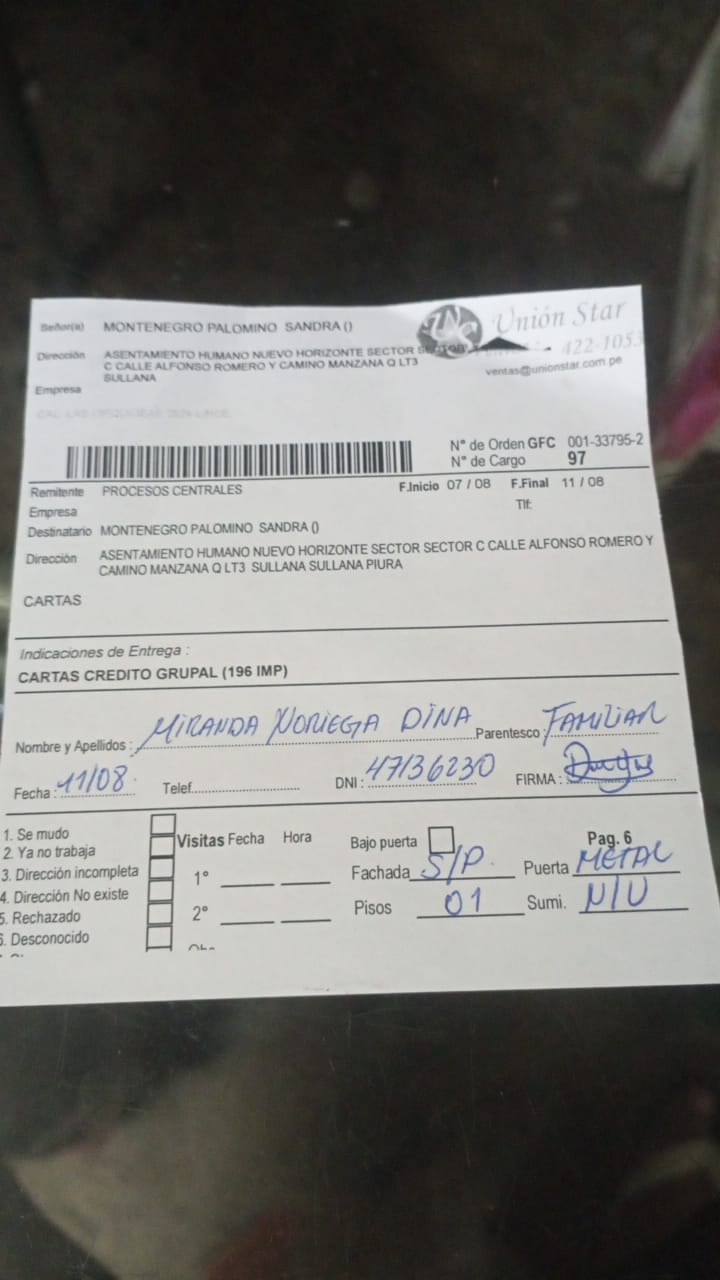 Señor(a) MONTENEGRO PALOMINO SANDRA ()
Unión Star
422-1053
ventas@unionstar.com.pe
Dirección ASENTAMIENTO HUMANO NUEVO HORIZONTE SECTOR SECTOR
C CALLE ALFONSO ROMERO Y CAMINO MANZANA Q LT3
SULLANA
Empresa
N° de Orden GFC 001-33795-2
N° de Cargo 97
Remitente PROCESOS CENTRALES F.Inicio 07 / 08 F.Final 11 / 08
Empresa Tlf:
Destinatario MONTENEGRO PALOMINO SANDRA ()
Dirección ASENTAMIENTO HUMANO NUEVO HORIZONTE SECTOR SECTOR C CALLE ALFONSO ROMERO Y
CAMINO MANZANA Q LT3 SULLANA SULLANA PIURA
CARTAS
Indicaciones de Entrega :
CARTAS CREDITO GRUPAL (196 IMP)
Nombre y Apellidos : MIRANDA NORIEGA DINA Parentesco : FAMILIAR
Fecha : 11/08 Telef. DNI : 47136230 FIRMA :
1. Se mudo
2. Ya no trabaja
3. Dirección incompleta
4. Dirección No existe
5. Rechazado
6. Desconocido
Visitas Fecha Hora
1°
2°
Bajo puerta Pag. 6
Fachada S/P. Puerta METAL
Pisos 01 Sumi. N/U